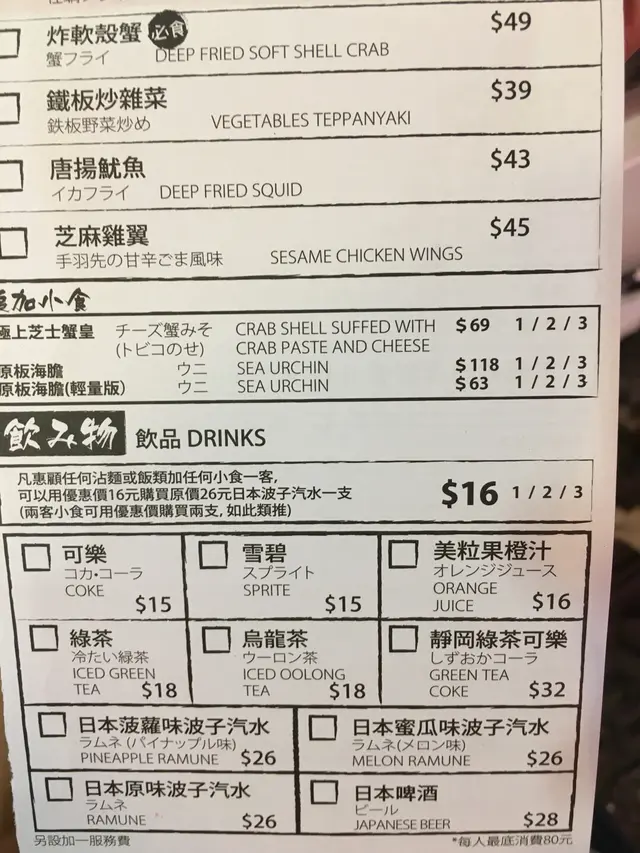 炸軟殼蟹 必食 $49
蟹フライ DEEP FRIED SOFT SHELL CRAB
鐵板炒雜菜 $39
鉄板野菜炒め VEGETABLES TEPPANYAKI
唐揚魷魚 $43
イカフライ DEEP FRIED SQUID
芝麻雞翼 $45
手羽先の甘辛ごま風味 SESAME CHICKEN WINGS
加小食
極上芝士蟹皇 チーズ蟹みそ CRAB SHELL SUFFED WITH $69 1 / 2 / 3
(トビコのせ) CRAB PASTE AND CHEESE
原板海膽 ウニ SEA URCHIN $118 1 / 2 / 3
原板海膽(輕量版) ウニ SEA URCHIN $63 1 / 2 / 3
飲み物 飲品 DRINKS
凡惠顧任何沾麵或飯類加任何小食一客,
可以用優惠價16元購買原價26元日本波子汽水一支 $16 1 / 2 / 3
(兩客小食可用優惠價購買兩支, 如此類推)
可樂
コカ・コーラ
COKE
$15
雪碧
スプライト
SPRITE
$15
美粒果橙汁
オレンジジュース
ORANGE
JUICE $16
綠茶
冷たい緑茶
ICED GREEN
TEA $18
烏龍茶
ウーロン茶
ICED OOLONG
TEA $18
靜岡綠茶可樂
しずおかコーラ
GREEN TEA
COKE $32
日本菠蘿味波子汽水
ラムネ (パイナップル味)
PINEAPPLE RAMUNE $26
日本蜜瓜味波子汽水
ラムネ(メロン味)
MELON RAMUNE $26
日本原味波子汽水
ラムネ
RAMUNE $26
日本啤酒
ビール
JAPANESE BEER $28
另設加一服務費 *每人最底消費80元